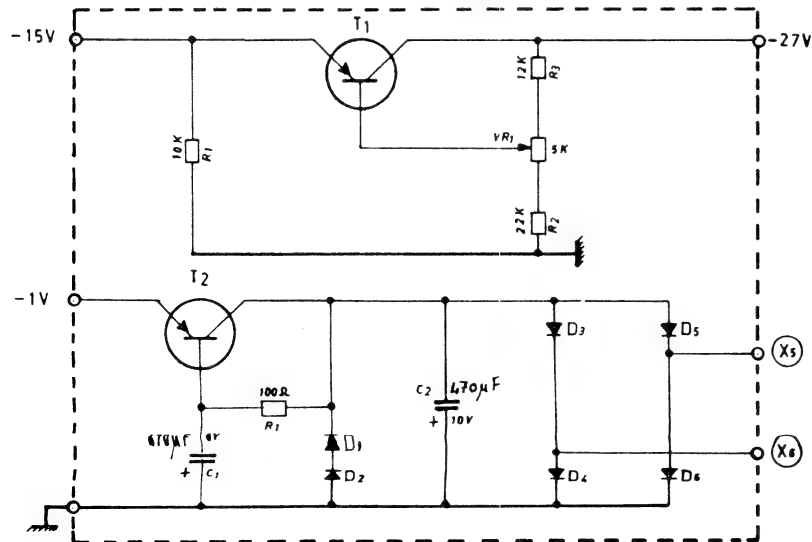 T1
-15V
-27V
12K
R3
10K
R1
VR1
5K
22K
R2
T2
-1V
D3
D5
X5
100Ω
R1
C2
470µF
+
10V
D1
+
C1
D2
D4
D6
X6